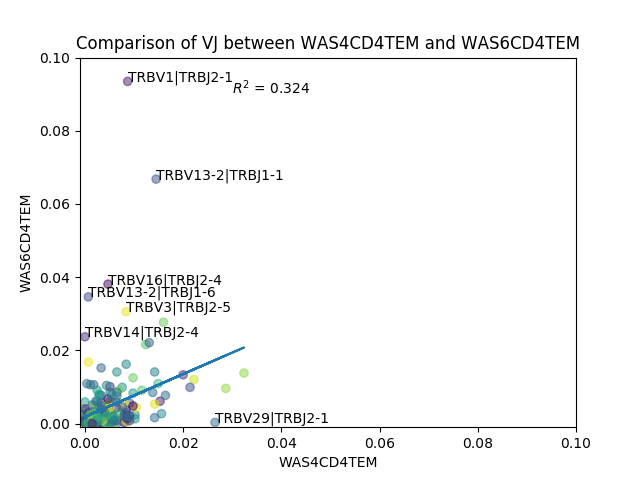 Comparison of VJ between WAS4CD4TEM and WAS6CD4TEM
0.10
TRBV1|TRBJ2-1
R² = 0.324
0.08
TRBV13-2|TRBJ1-1
0.06
WAS6CD4TEM
0.04
TRBV16|TRBJ2-4
TRBV13-2|TRBJ1-6
TRBV3|TRBJ2-5
TRBV14|TRBJ2-4
0.02
TRBV29|TRBJ2-1
0.00
0.00 0.02 0.04 0.06 0.08 0.10
WAS4CD4TEM